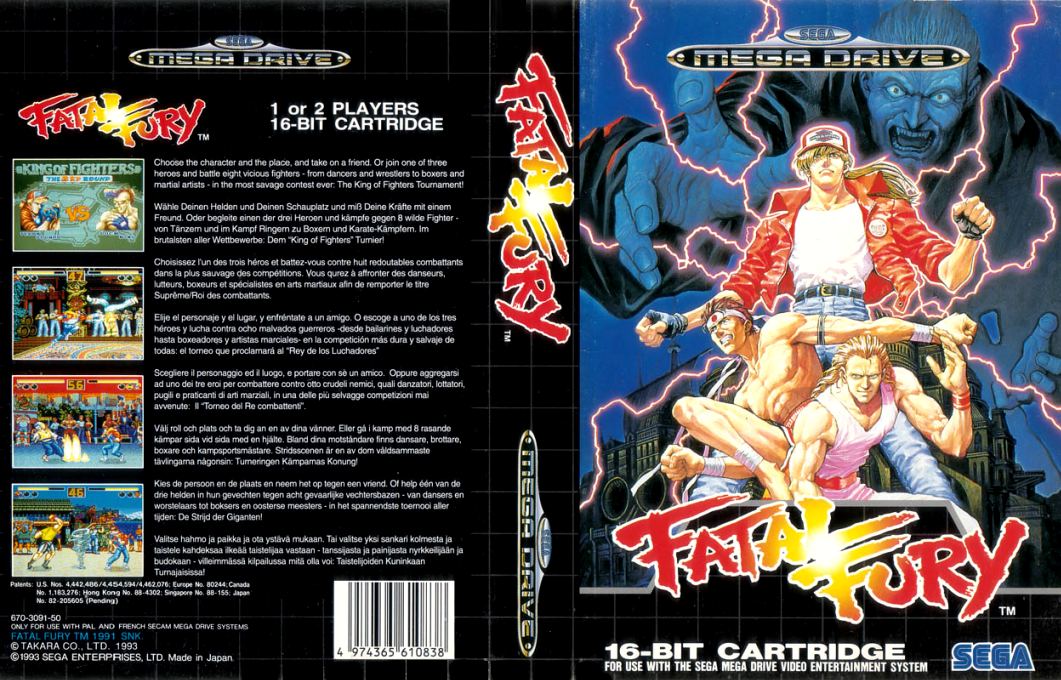 SEGA
MEGA DRIVE
FATAL FURY TM
1 or 2 PLAYERS
16-BIT CARTRIDGE
KING OF FIGHTERS
THE 3RD ROUND
VS
47
56
46
Choose the character and the place, and take on a friend. Or join one of three
heroes and battle eight vicious fighters - from dancers and wrestlers to boxers and
martial artists - in the most savage contest ever: The King of Fighters Tournament!
Wähle Deinen Helden und Deinen Schauplatz und miß Deine Kräfte mit einem
Freund. Oder begleite einen der drei Heroen und kämpfe gegen 8 wilde Fighter -
von Tänzern und im Kampf Ringern zu Boxern und Karate-Kämpfern. Im
brutalsten aller Wettbewerbe: Dem "King of Fighters" Turnier!
Choisissez l'un des trois héros et battez-vous contre huit redoutables combattants
dans la plus sauvage des compétitions. Vous qurez à affronter des danseurs,
lutteurs, boxeurs et spécialistes en arts martiaux afin de remporter le titre
Suprême/Roi des combattants.
Elije el personaje y el lugar, y enfréntate a un amigo. O escoge a uno de los tres
héroes y lucha contra ocho malvados guerreros -desde bailarines y luchadores
hasta boxeadores y artistas marciales- en la competición más dura y salvaje de
todas: el torneo que proclamará al "Rey de los Luchadores"
Scegliere il personaggio ed il luogo, e portare con sè un amico. Oppure aggregarsi
ad uno dei tre eroi per combattere contro otto crudeli nemici, quali danzatori, lottatori,
pugili e praticanti di arti marziali, in una delle più selvagge competizioni mai
avvenute: Il "Torneo del Re combattenti".
Välj roll och plats och ta dig an en av dina vänner. Eller gå i kamp med 8 rasande
kämpar sida vid sida med en hjälte. Bland dina motståndare finns dansare, brottare,
boxare och kampsportsmästare. Stridsscenen är en av dom våldsammaste
tävlingarna någonsin: Turneringen Kämparnas Konung!
Kies de persoon en de plaats en neem het op tegen een vriend. Of help één van de
drie helden in hun gevechten tegen acht gevaarlijke vechtersbazen - van dansers en
worstelaars tot boksers en oosterse meesters - in het spannendste toernooi aller
tijden: De Strijd der Giganten!
Valitse hahmo ja paikka ja ota ystävä mukaan. Tai valitse yksi sankari kolmesta ja
taistele kahdeksaa ilkeää taistelijaa vastaan - tanssijasta ja painijasta nyrkkeilijään ja
budokaan - villeimmässä kilpailussa mitä olla voi: Taistelijoiden Kuninkaan
Turnajaisissa!
Patents: U.S. Nos. 4,442,486/4,454,594/4,462,076; Europe No. 80244; Canada
No. 1,183,276; Hong Kong No. 88-4302; Singapore No. 88-155; Japan
No. 82-205605 (Pending)
670-3091-50
ONLY FOR USE WITH PAL AND FRENCH SECAM MEGA DRIVE SYSTEMS
FATAL FURY TM 1991 SNK.
© TAKARA CO., LTD. 1993
©1993 SEGA ENTERPRISES, LTD. Made in Japan.
4 974365 610838
FATAL FURY TM
SEGA
MEGA DRIVE
SEGA
MEGA DRIVE
FATAL FURY TM
16-BIT CARTRIDGE
FOR USE WITH THE SEGA MEGA DRIVE VIDEO ENTERTAINMENT SYSTEM
SEGA